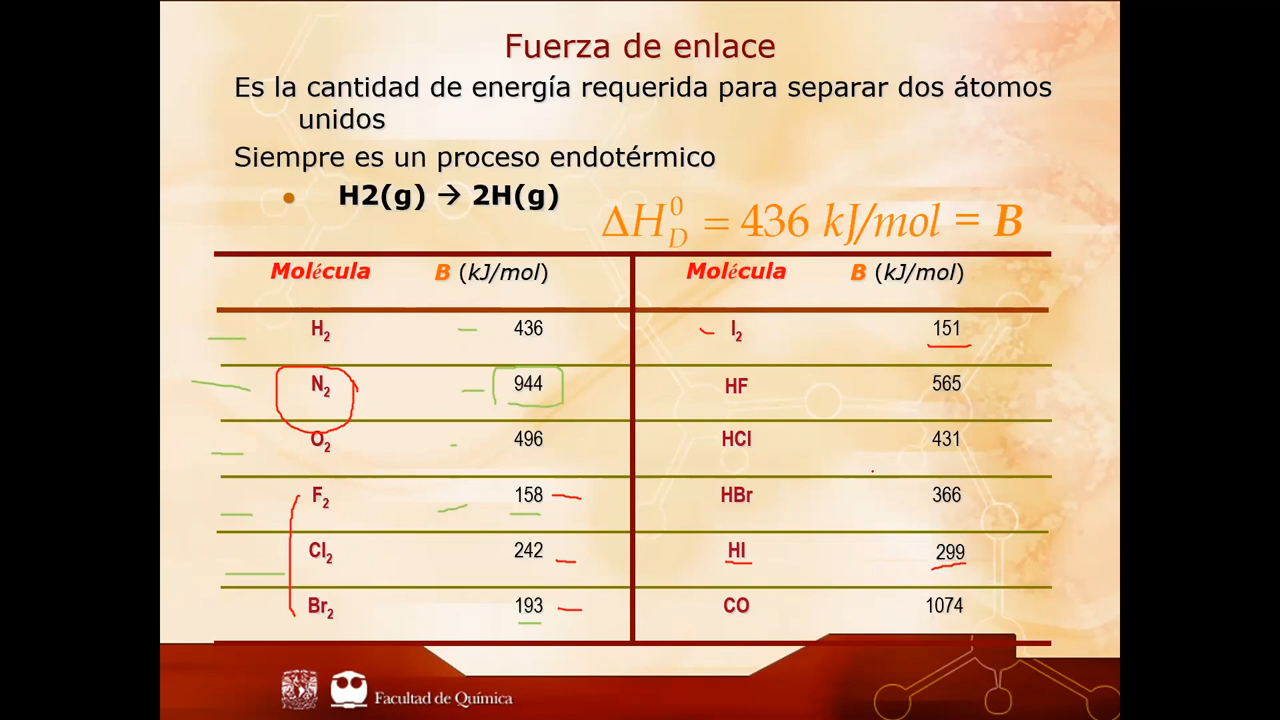 Fuerza de enlace
Es la cantidad de energía requerida para separar dos átomos
unidos
Siempre es un proceso endotérmico
• H2(g) → 2H(g)
ΔH⁰_D = 436 kJ/mol = B
Molécula B (kJ/mol) Molécula B (kJ/mol)
H₂ 436 I₂ 151
N₂ 944 HF 565
O₂ 496 HCl 431
F₂ 158 HBr 366
Cl₂ 242 HI 299
Br₂ 193 CO 1074
Facultad de Química